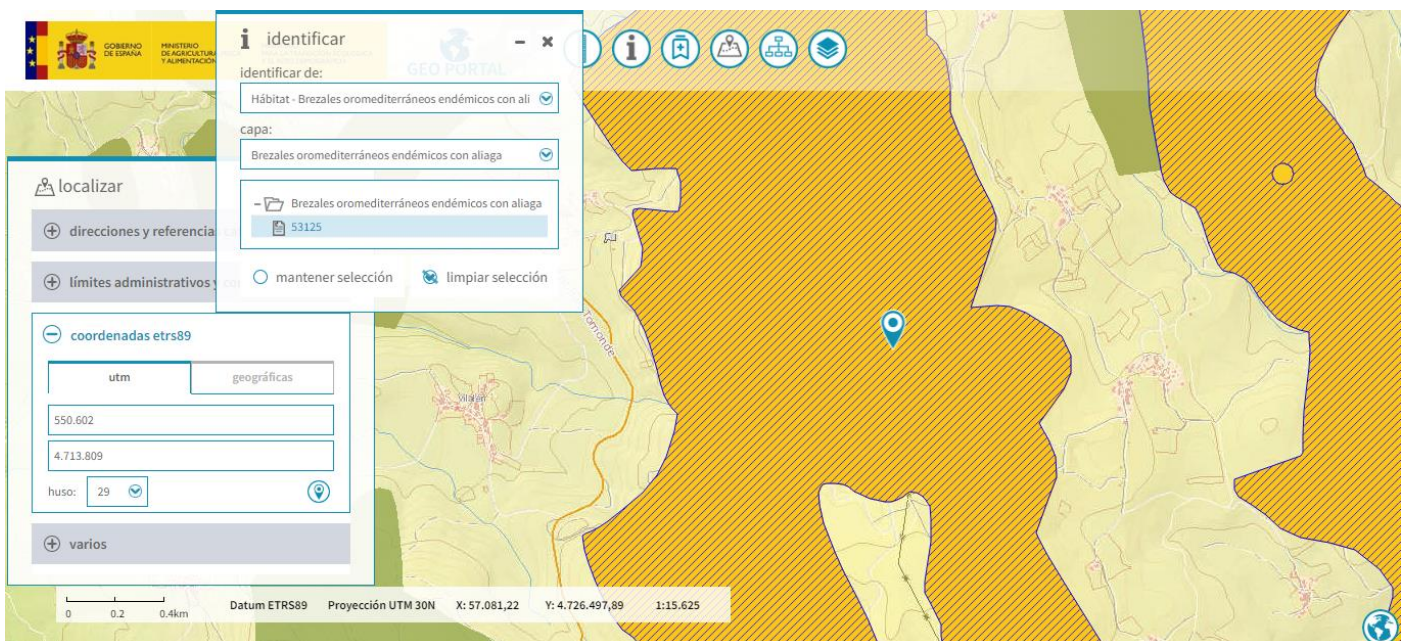 GOBIERNO
DE ESPAÑA
MINISTERIO
DE AGRICULTURA
Y ALIMENTACIÓN
GEO PORTAL
identificar
identificar de:
Hábitat - Brezales oromediterráneos endémicos con ali
capa:
Brezales oromediterráneos endémicos con aliaga
Brezales oromediterráneos endémicos con aliaga
53125
mantener selección
limpiar selección
localizar
direcciones y referencias
límites administrativos y
coordenadas etrs89
utm
geográficas
550.602
4.713.809
huso:
29
varios
Tomonde
0 0.2 0.4km
Datum ETRS89 Proyección UTM 30N X: 57.081,22 Y: 4.726.497,89 1:15.625